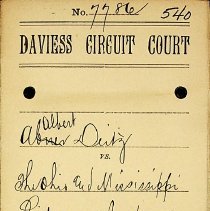 No. 7786 540
DAVIESS CIRCUIT COURT
Albert
Abner Deitz
VS.
The Ohio and Mississippi